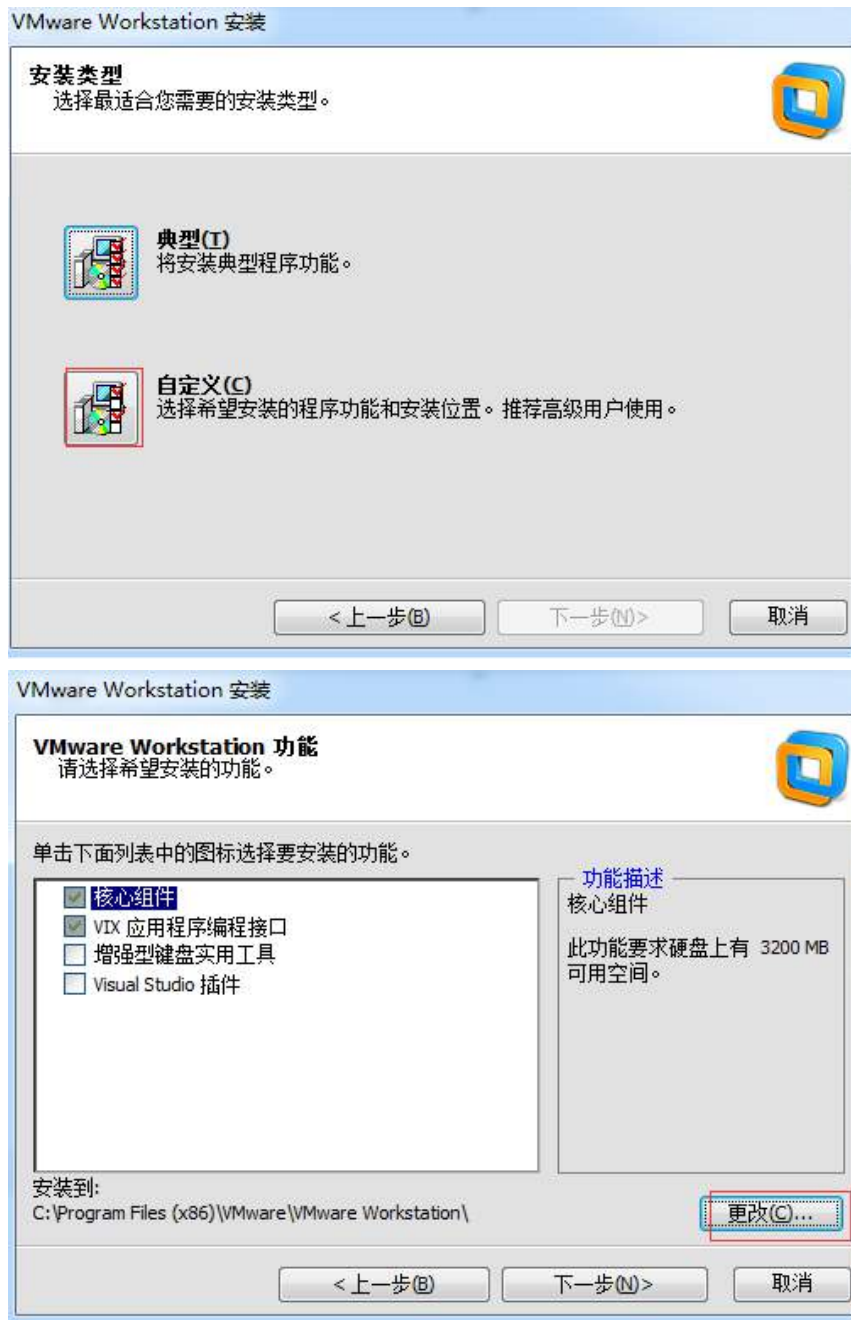 VMware Workstation 安装
安装类型
选择最适合您需要的安装类型。
典型(T)
将安装典型程序功能。
自定义(C)
选择希望安装的程序功能和安装位置。推荐高级用户使用。
<上一步(B)
下一步(N)>
取消
VMware Workstation 安装
VMware Workstation 功能
请选择希望安装的功能。
单击下面列表中的图标选择要安装的功能。
核心组件
VIX 应用程序编程接口
增强型键盘实用工具
Visual Studio 插件
功能描述
核心组件
此功能要求硬盘上有 3200 MB
可用空间。
安装到:
C:\Program Files (x86)\VMware\VMware Workstation\
更改(C)...
<上一步(B)
下一步(N)>
取消